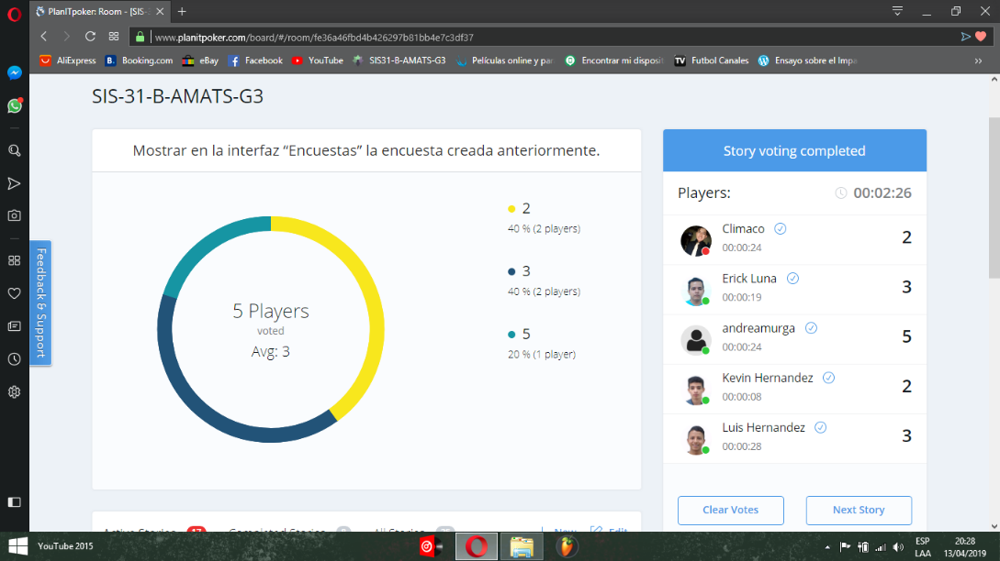 PlanITpoker: Room - [SIS-
www.planitpoker.com/board/#/room/fe36a46fbd4b426297b81bb4e7c3df37
AliExpress
Booking.com
eBay
Facebook
YouTube
SIS31-B-AMATS-G3
Películas online y par
Encontrar mi disposit
TV Futbol Canales
Ensayo sobre el Impa
SIS-31-B-AMATS-G3
Mostrar en la interfaz “Encuestas” la encuesta creada anteriormente.
5 Players
voted
Avg: 3
2
40 % (2 players)
3
40 % (2 players)
5
20 % (1 player)
Story voting completed
Players: 00:02:26
Climaco 2
00:00:24
Erick Luna 3
00:00:19
andreamurga 5
00:00:24
Kevin Hernandez 2
00:00:08
Luis Hernandez 3
00:00:28
Clear Votes Next Story
Feedback & Support
Active Stories 17 Completed Stories All Stories New Edit
YouTube 2015
ESP
LAA
20:28
13/04/2019